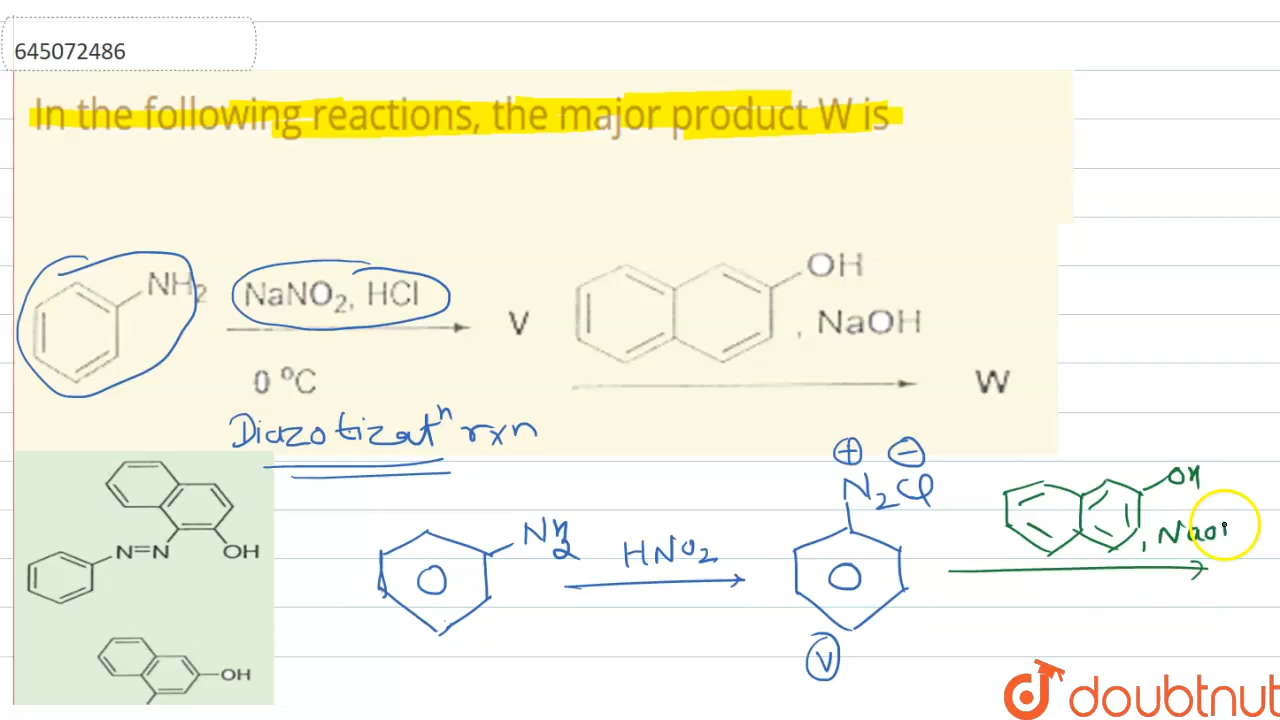 645072486
In the following reactions, the major product W is
NH2
NaNO2, HCl
0 °C
V
OH
, NaOH
W
Diazotizatn rxn
N=N
OH
OH
NH2
HNO2
⊕ ⊖
N2Cl
V
OH
, NaO
doubtnut